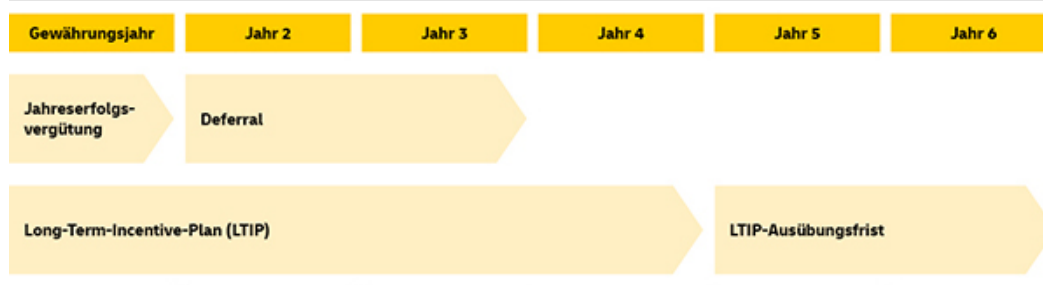 Gewährungsjahr Jahr 2 Jahr 3 Jahr 4 Jahr 5 Jahr 6
Jahreserfolgs-
vergütung
Deferral
Long-Term-Incentive-Plan (LTIP) LTIP-Ausübungsfrist